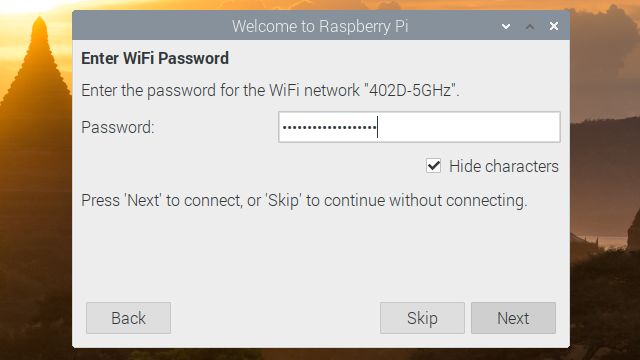 Welcome to Raspberry Pi
Enter WiFi Password
Enter the password for the WiFi network "402D-5GHz".
Password: •••••••••••••••••••
Hide characters
Press 'Next' to connect, or 'Skip' to continue without connecting.
Back Skip Next